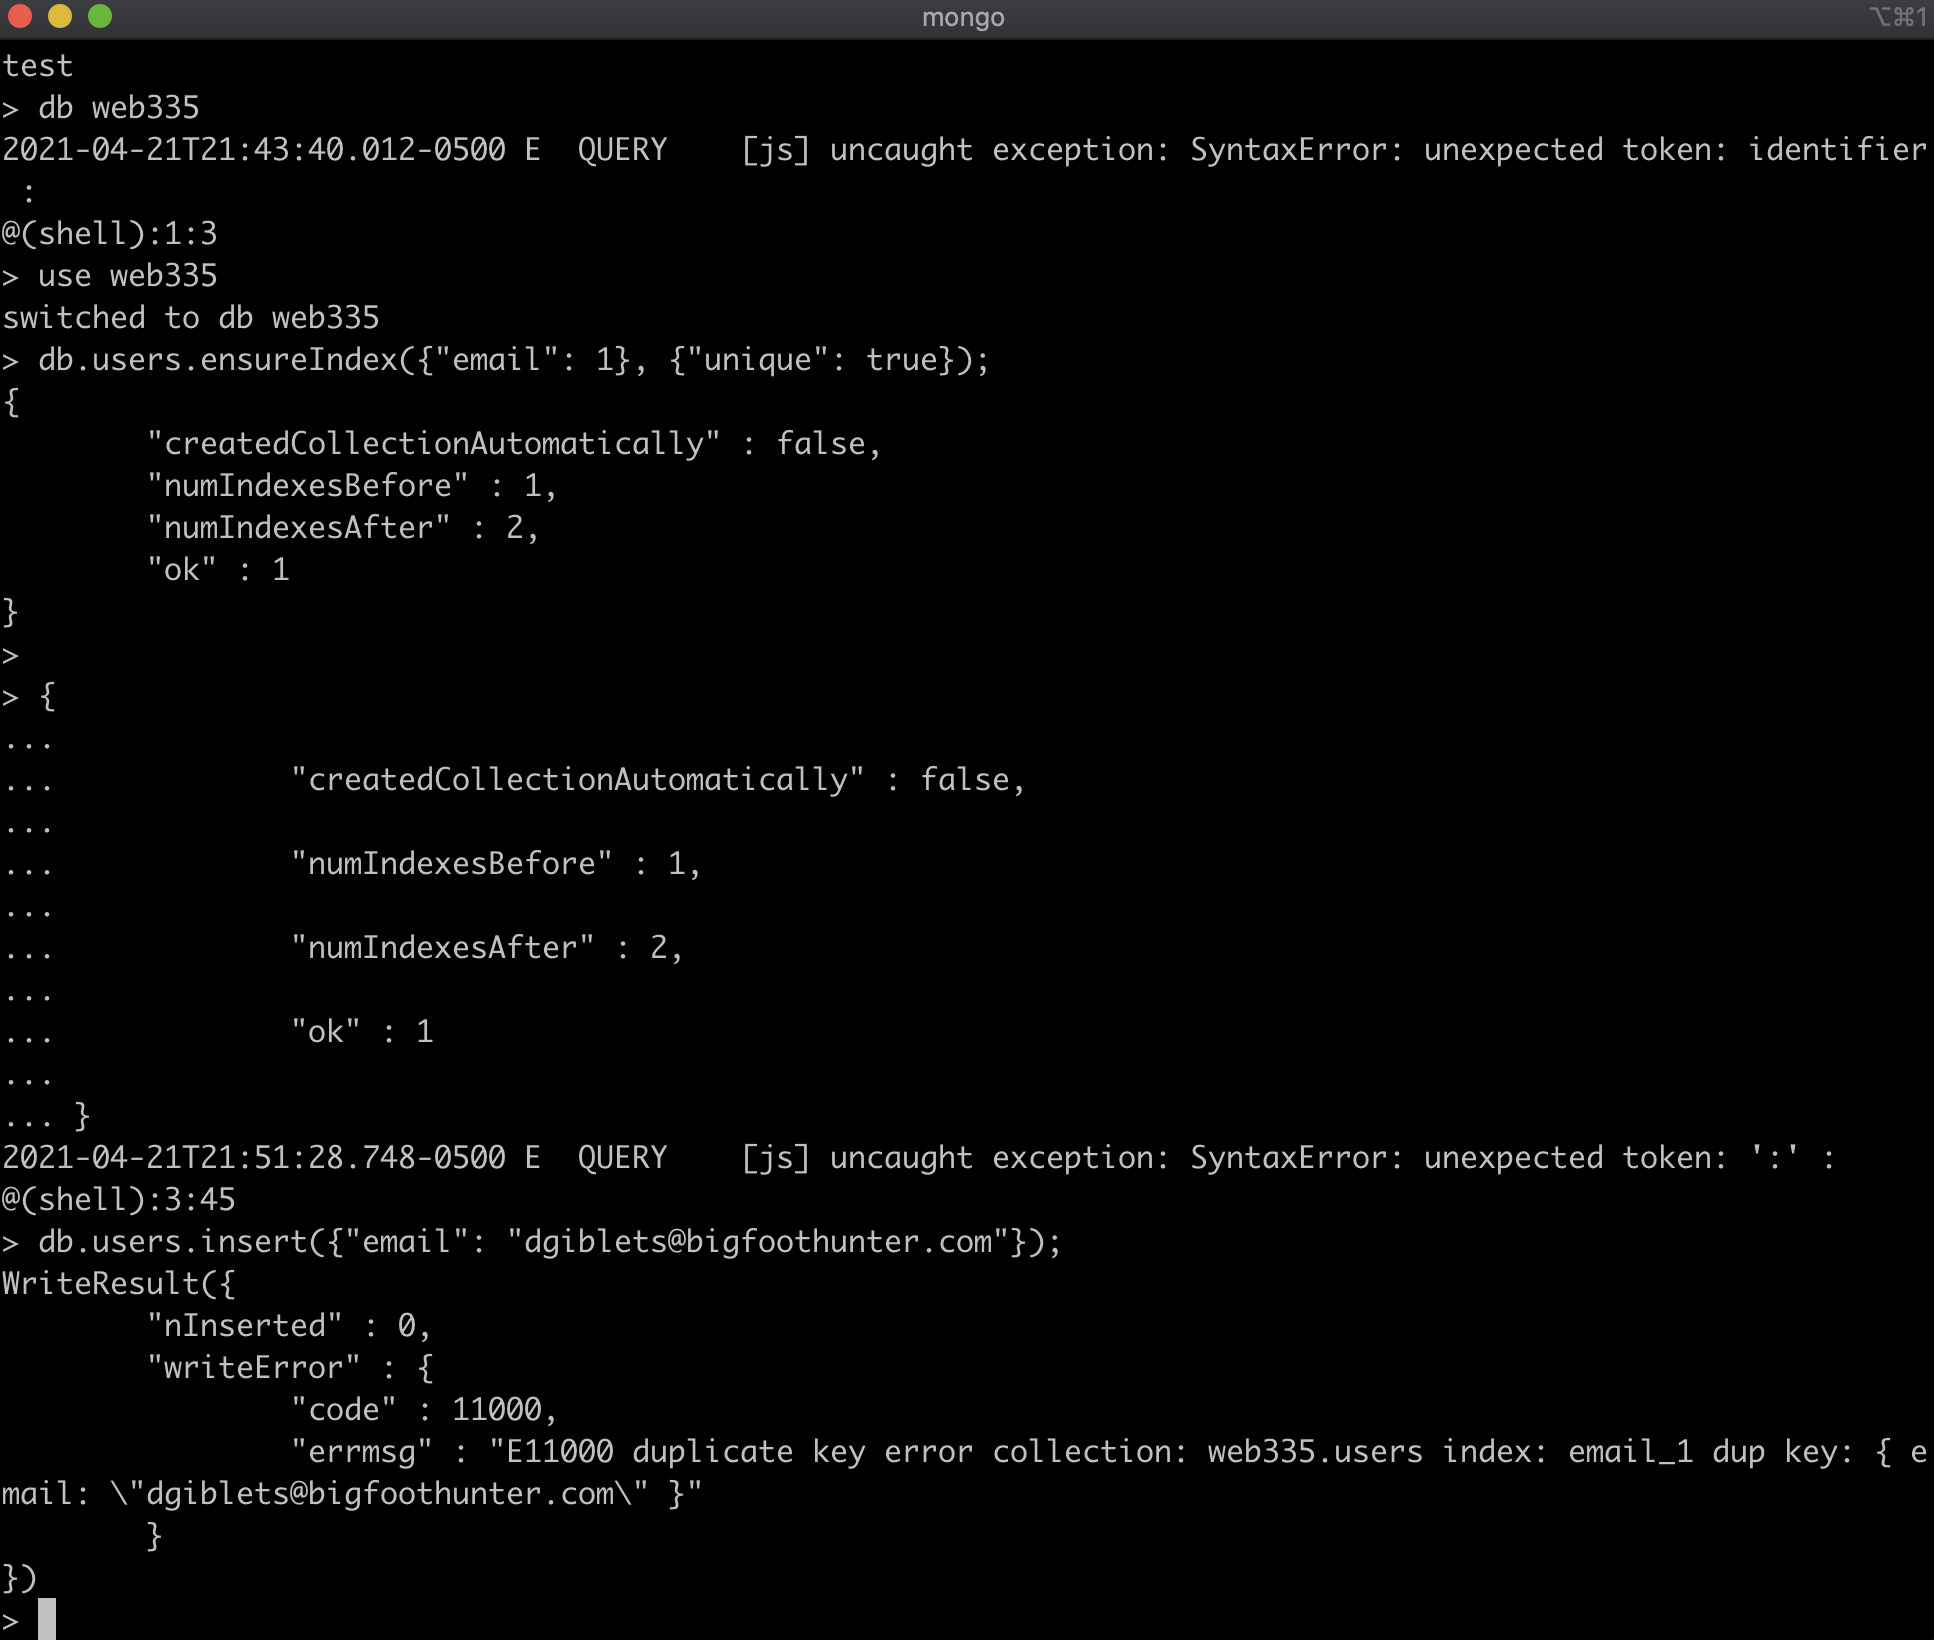 mongo
⌥⌘1
test
> db web335
2021-04-21T21:43:40.012-0500 E  QUERY    [js] uncaught exception: SyntaxError: unexpected token: identifier
 :
@(shell):1:3
> use web335
switched to db web335
> db.users.ensureIndex({"email": 1}, {"unique": true});
{
        "createdCollectionAutomatically" : false,
        "numIndexesBefore" : 1,
        "numIndexesAfter" : 2,
        "ok" : 1
}
>
> {
...
...             "createdCollectionAutomatically" : false,
...
...             "numIndexesBefore" : 1,
...
...             "numIndexesAfter" : 2,
...
...             "ok" : 1
...
... }
2021-04-21T21:51:28.748-0500 E  QUERY    [js] uncaught exception: SyntaxError: unexpected token: ':' :
@(shell):3:45
> db.users.insert({"email": "dgiblets@bigfoothunter.com"});
WriteResult({
        "nInserted" : 0,
        "writeError" : {
                "code" : 11000,
                "errmsg" : "E11000 duplicate key error collection: web335.users index: email_1 dup key: { e
mail: \"dgiblets@bigfoothunter.com\" }"
        }
})
>